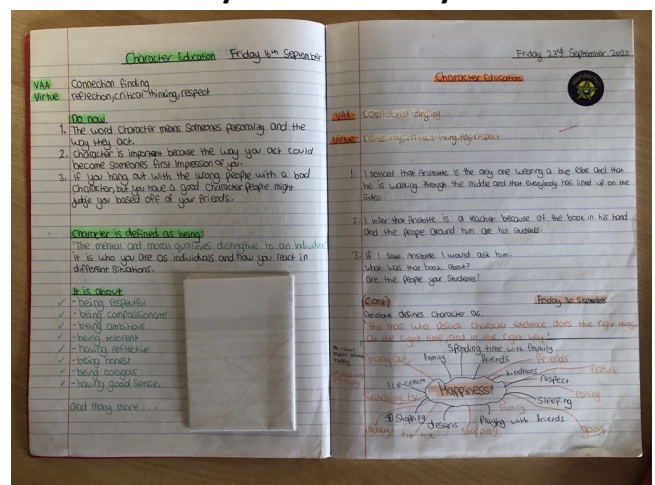 Character Education Friday 16th September
VAA Connection finding
Virtue reflection, critical thinking, respect
Do now
1. The word character means someones personality and the
way they act.
2. Character is important because the way you act could
become someones first impression of you.
3. if you hang out with the wrong people with a bad
character, but you have a good character people might
judge you based off of your friends.
Character is defined as being:
'The mental and moral qualities distinctive to an individual'
it is who you are as individuals and how you react in
different situations.
It is about
- being respectful
- being compassionate
- being ambitious
- being tolerent
- having reflective
- being honest
- being coragous
- having good sense.
and many more...
Friday 23rd September 2022
Character Education
VAA: Connection finding
Virtue:
1. I noticed that Aristotle is the only one wearing a blue robe and that
he is walking through the middle and that everybody has lined up on the
sides.
2. I infer that Aristotle is a teacher because of the book in his hand
and the people around him are his students.
3. If I saw Aristotle I would ask him.
What was that book about?
Are the people your students?
(Cont) Friday 30 September
Aristotle defines character as.
the man who posses character exclence does the right thing,
at the right time and in the right way.
Spending time with family
family
friends
friends
kindness
nature
respect
Ice-cream
Happiness!
eating
watching tv
Sleeping
family
Shopping
desserts
Shopping
Playing with friends
money